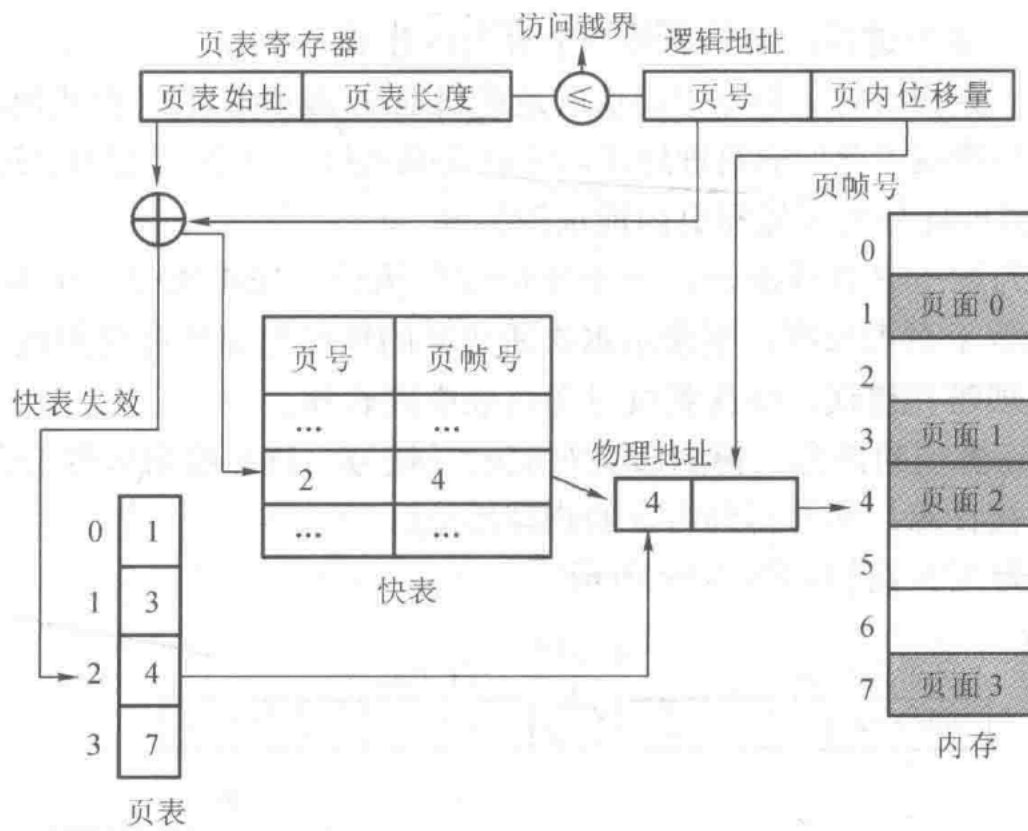 访问越界
页表寄存器
逻辑地址
页表始址 页表长度 ≤ 页号 页内位移量
页帧号
0
1 页面0
2
3 页面1
4 页面2
5
6
7 页面3
内存
页号 页帧号
... ...
2 4
... ...
快表
快表失效
物理地址
4
0 1
1 3
2 4
3 7
页表